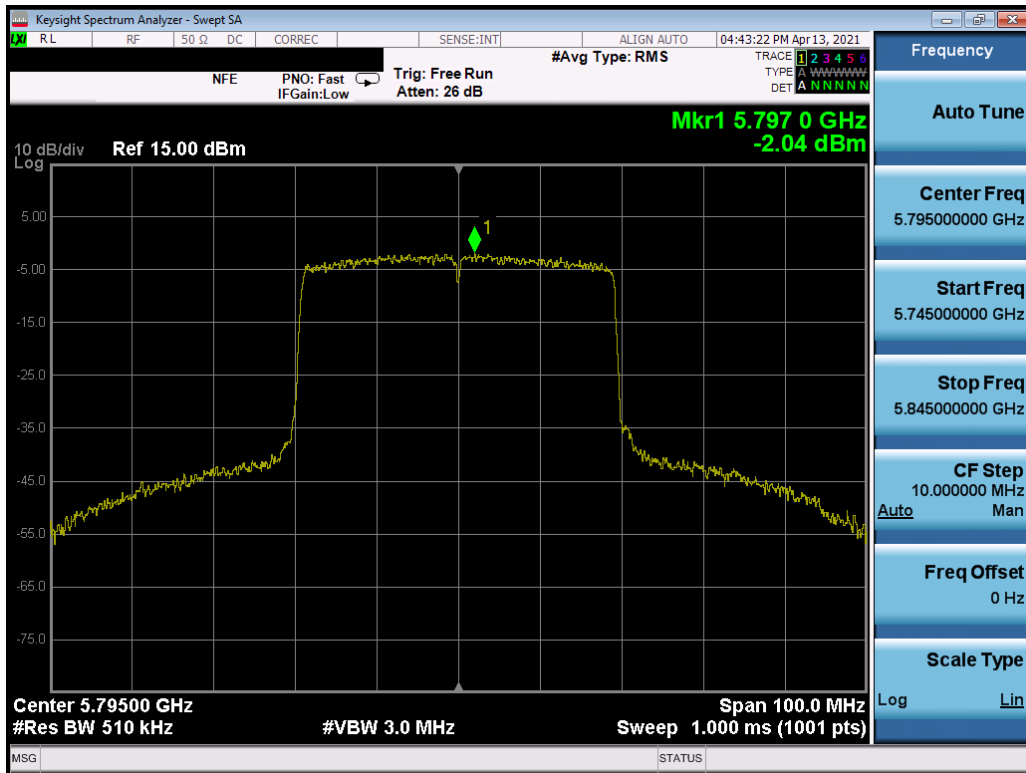 Keysight Spectrum Analyzer - Swept SA
LXI RL RF 50 Ω DC CORREC SENSE:INT ALIGN AUTO 04:43:22 PM Apr 13, 2021
#Avg Type: RMS
TRACE 1 2 3 4 5 6
NFE PNO: Fast Trig: Free Run TYPE A WWWWW
IFGain:Low Atten: 26 dB DET A N N N N N
Mkr1 5.797 0 GHz
-2.04 dBm
10 dB/div Ref 15.00 dBm
Log
1
5.00
-5.00
-15.0
-25.0
-35.0
-45.0
-55.0
-65.0
-75.0
Center 5.79500 GHz Span 100.0 MHz
#Res BW 510 kHz #VBW 3.0 MHz Sweep 1.000 ms (1001 pts)
MSG STATUS
Frequency
Auto Tune
Center Freq
5.795000000 GHz
Start Freq
5.745000000 GHz
Stop Freq
5.845000000 GHz
CF Step
10.000000 MHz
Auto Man
Freq Offset
0 Hz
Scale Type
Log Lin